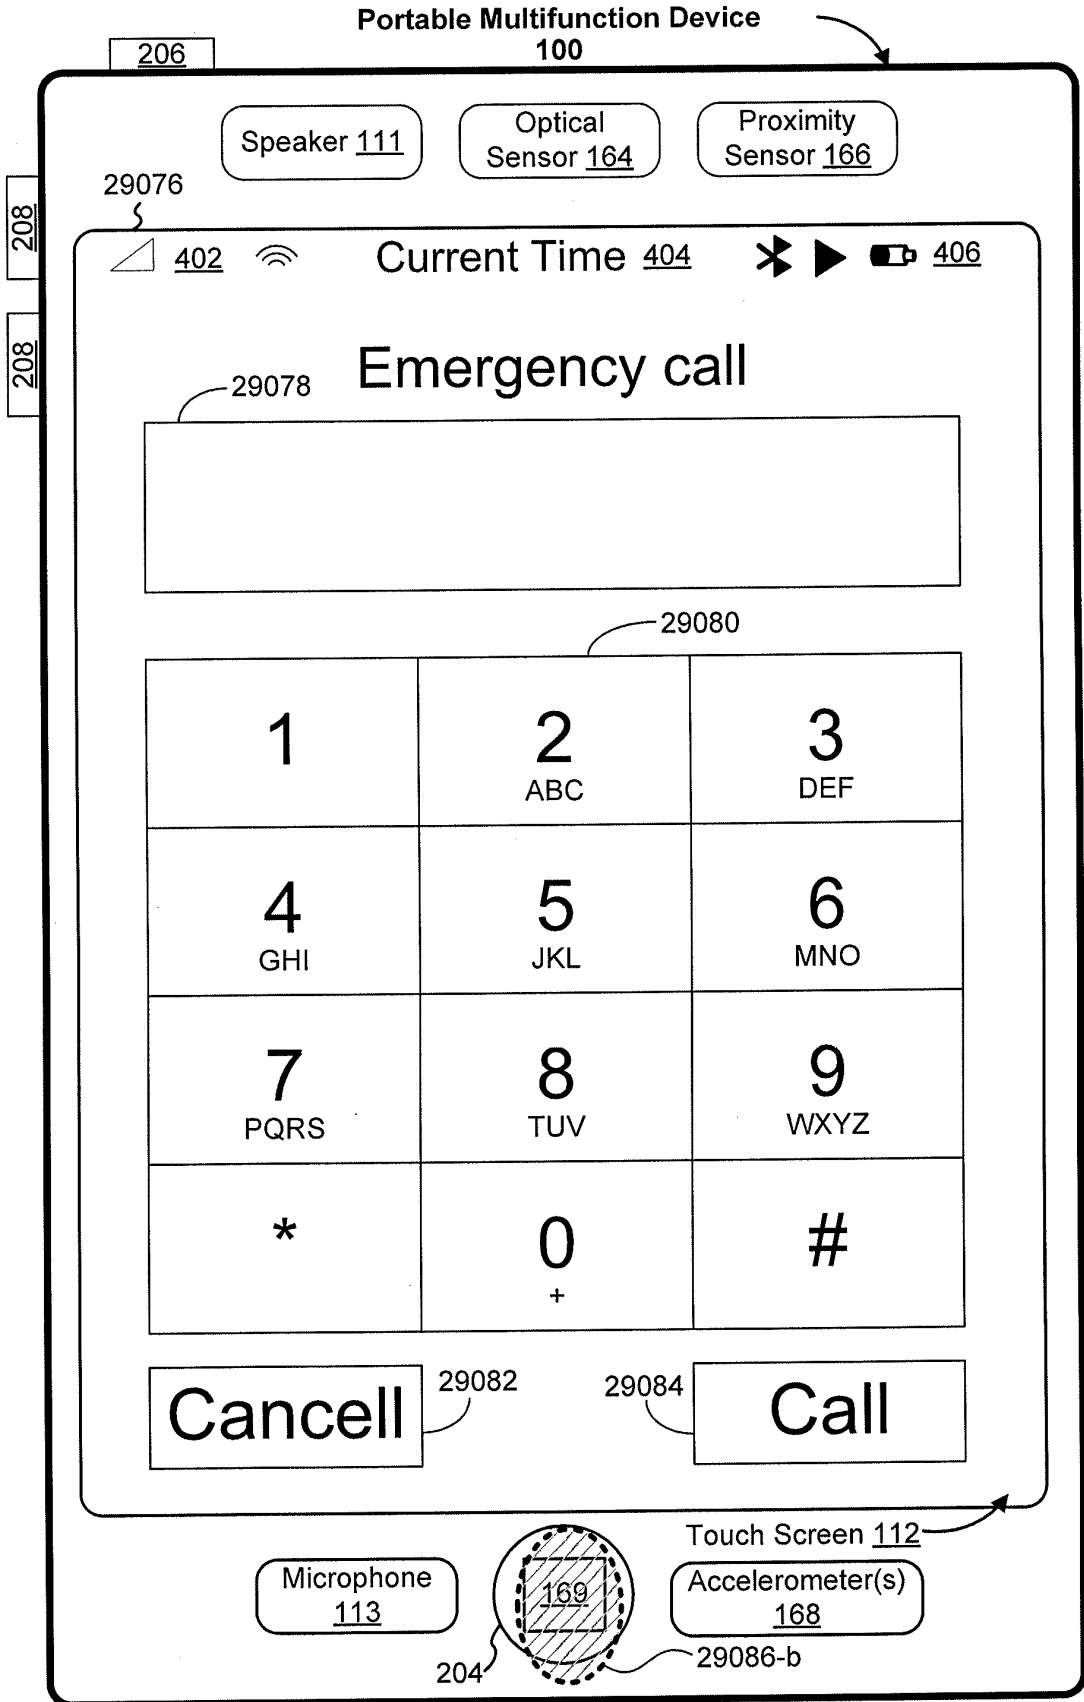 Portable Multifunction Device
100
206
Speaker 111
Optical
Sensor 164
Proximity
Sensor 166
29076
208
402
Current Time 404
406
208
Emergency call
29078
29080
1
2
ABC
3
DEF
4
GHI
5
JKL
6
MNO
7
PQRS
8
TUV
9
WXYZ
*
0
+
#
Cancell
29082
29084
Call
Touch Screen 112
Microphone
113
169
Accelerometer(s)
168
204
29086-b